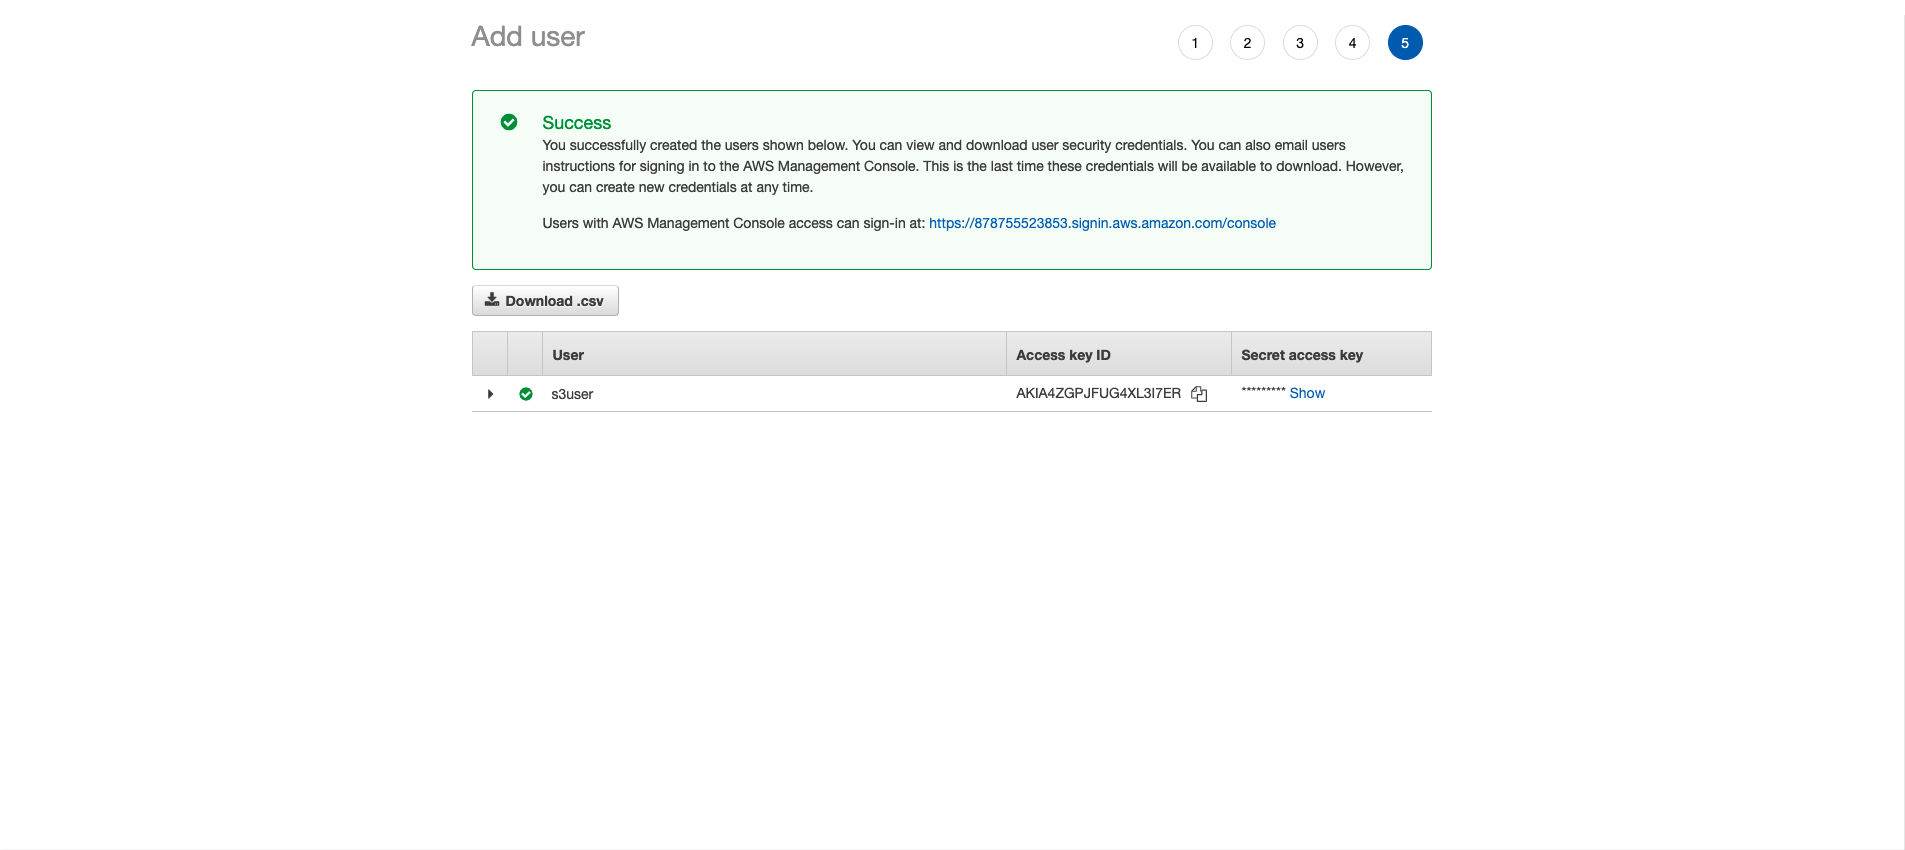 Add user
1 2 3 4 5
Success
You successfully created the users shown below. You can view and download user security credentials. You can also email users
instructions for signing in to the AWS Management Console. This is the last time these credentials will be available to download. However,
you can create new credentials at any time.
Users with AWS Management Console access can sign-in at: https://878755523853.signin.aws.amazon.com/console
Download .csv
User Access key ID Secret access key
s3user AKIA4ZGPJFUG4XL3I7ER ********* Show